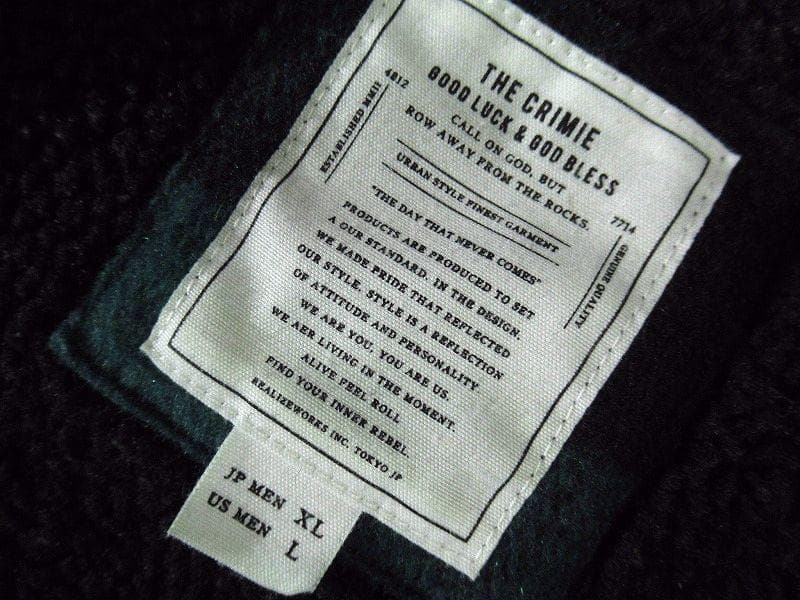 THE CRIMIE
GOOD LUCK & GOD BLESS
CALL ON GOD, BUT
ROW AWAY FROM THE ROCKS.
4812
ESTABLISHED MMII
URBAN STYLE FINEST GARMENT
7714
GENUINE QUALITY
"THE DAY THAT NEVER COMES"
PRODUCTS ARE PRODUCED TO SET
A OUR STANDARD. IN THE DESIGN.
WE MADE PRIDE THAT REFLECTED
OUR STYLE. STYLE IS A REFLECTION
OF ATTITUDE AND PERSONALITY.
WE ARE YOU, YOU ARE US.
WE AER LIVING IN THE MOMENT.
ALIVE FEEL ROLL
FIND YOUR INNER REBEL.
REALIZEWORKS INC. TOKYO JP
JP MEN XL
US MEN L